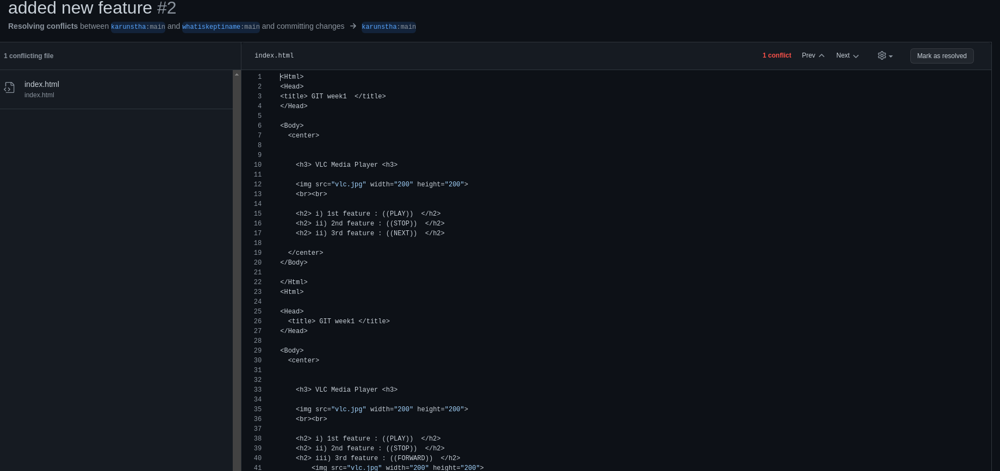 added new feature #2
Resolving conflicts between karunstha:main and whatiskeptiname:main and committing changes → karunstha:main
1 conflicting file
index.html
index.html
index.html 1 conflict Prev Next Mark as resolved
1 <Html>
2 <Head>
3 <title> GIT week1  </title>
4 </Head>
5
6 <Body>
7   <center>
8
9
10     <h3> VLC Media Player <h3>
11
12     <img src="vlc.jpg" width="200" height="200">
13     <br><br>
14
15     <h2> i) 1st feature : ((PLAY))  </h2>
16     <h2> ii) 2nd feature : ((STOP))  </h2>
17     <h2> ii) 3rd feature : ((NEXT))  </h2>
18
19   </center>
20 </Body>
21
22 </Html>
23 <Html>
24
25 <Head>
26   <title> GIT week1 </title>
27 </Head>
28
29 <Body>
30   <center>
31
32
33     <h3> VLC Media Player <h3>
34
35     <img src="vlc.jpg" width="200" height="200">
36     <br><br>
37
38     <h2> i) 1st feature : ((PLAY))  </h2>
39     <h2> ii) 2nd feature : ((STOP))  </h2>
40     <h2> iii) 3rd feature : ((FORWARD))  </h2>
41         <img src="vlc.jpg" width="200" height="200">